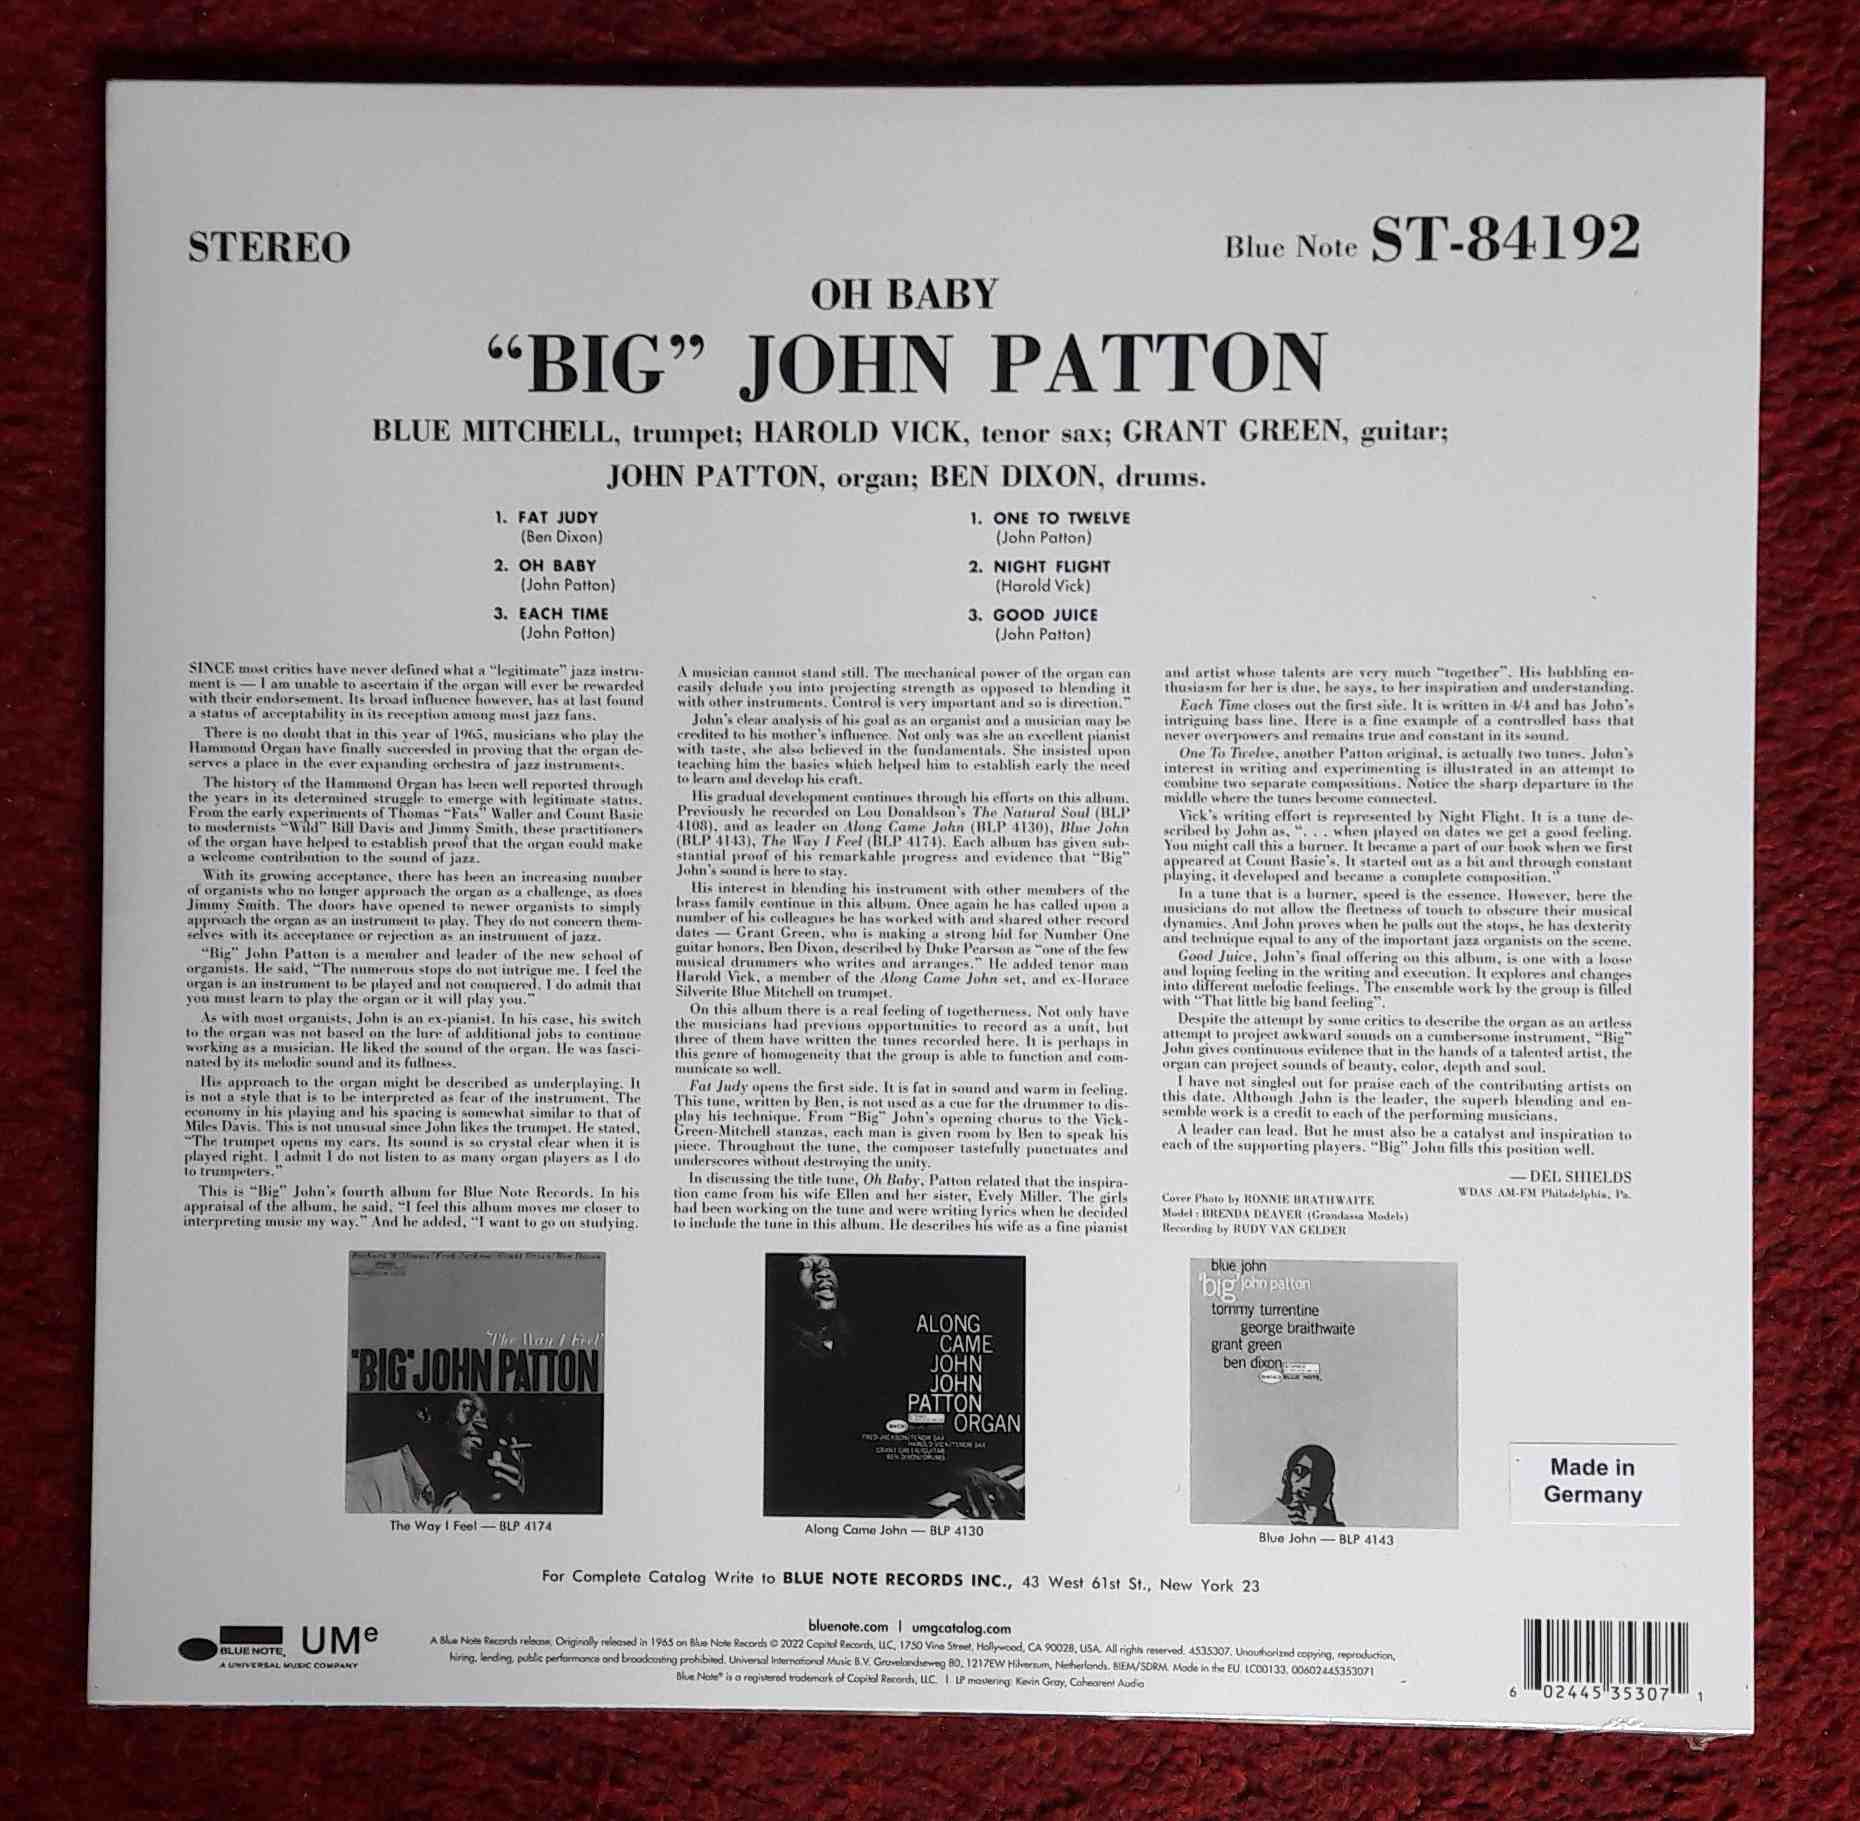 STEREO
Blue Note ST-84192
OH BABY
“BIG” JOHN PATTON
BLUE MITCHELL, trumpet; HAROLD VICK, tenor sax; GRANT GREEN, guitar;
JOHN PATTON, organ; BEN DIXON, drums.
1. FAT JUDY
(Ben Dixon)
2. OH BABY
(John Patton)
3. EACH TIME
(John Patton)
1. ONE TO TWELVE
(John Patton)
2. NIGHT FLIGHT
(Harold Vick)
3. GOOD JUICE
(John Patton)
SINCE most critics have never defined what a “legitimate” jazz instru-
ment is — I am unable to ascertain if the organ will ever be rewarded
with their endorsement. Its broad influence however, has at last found
a status of acceptability in its reception among most jazz fans.
There is no doubt that in this year of 1965, musicians who play the
Hammond Organ have finally succeeded in proving that the organ de-
serves a place in the ever expanding orchestra of jazz instruments.
The history of the Hammond Organ has been well reported through
the years in its determined struggle to emerge with legitimate status.
From the early experiments of Thomas “Fats” Waller and Count Basie
to modernists “Wild” Bill Davis and Jimmy Smith, these practitioners
of the organ have helped to establish proof that the organ could make
a welcome contribution to the sound of jazz.
With its growing acceptance, there has been an increasing number
of organists who no longer approach the organ as a challenge, as does
Jimmy Smith. The doors have opened to newer organists to simply
approach the organ as an instrument to play. They do not concern them-
selves with its acceptance or rejection as an instrument of jazz.
“Big” John Patton is a member and leader of the new school of
organists. He said, “The numerous stops do not intrigue me. I feel the
organ is an instrument to be played and not conquered. I do admit that
you must learn to play the organ or it will play you.”
As with most organists, John is an ex-pianist. In his case, his switch
to the organ was not based on the lure of additional jobs to continue
working as a musician. He liked the sound of the organ. He was fasci-
nated by its melodic sound and its fullness.
His approach to the organ might be described as underplaying. It
is not a style that is to be interpreted as fear of the instrument. The
economy in his playing and his spacing is somewhat similar to that of
Miles Davis. This is not unusual since John likes the trumpet. He stated,
“The trumpet opens my ears. Its sound is so crystal clear when it is
played right. I admit I do not listen to as many organ players as I do
to trumpeters.”
This is “Big” John’s fourth album for Blue Note Records. In his
appraisal of the album, he said, “I feel this album moves me closer to
interpreting music my way.” And he added, “I want to go on studying.
A musician cannot stand still. The mechanical power of the organ can
easily delude you into projecting strength as opposed to blending it
with other instruments. Control is very important and so is direction.”
John’s clear analysis of his goal as an organist and a musician may be
credited to his mother’s influence. Not only was she an excellent pianist
with taste, she also believed in the fundamentals. She insisted upon
teaching him the basics which helped him to establish early the need
to learn and develop his craft.
His gradual development continues through his efforts on this album.
Previously he recorded on Lou Donaldson’s The Natural Soul (BLP
4108), and as leader on Along Came John (BLP 4130), Blue John
(BLP 4143), The Way I Feel (BLP 4174). Each album has given sub-
stantial proof of his remarkable progress and evidence that “Big”
John’s sound is here to stay.
His interest in blending his instrument with other members of the
brass family continue in this album. Once again he has called upon a
number of his colleagues he has worked with and shared other record
dates — Grant Green, who is making a strong bid for Number One
guitar honors, Ben Dixon, described by Duke Pearson as “one of the few
musical drummers who writes and arranges.” He added tenor man
Harold Vick, a member of the Along Came John set, and ex-Horace
Silverite Blue Mitchell on trumpet.
On this album there is a real feeling of togetherness. Not only have
the musicians had previous opportunities to record as a unit, but
three of them have written the tunes recorded here. It is perhaps in
this genre of homogeneity that the group is able to function and com-
municate so well.
Fat Judy opens the first side. It is fat in sound and warm in feeling.
This tune, written by Ben, is not used as a cue for the drummer to dis-
play his technique. From “Big” John’s opening chorus to the Vick-
Green-Mitchell stanzas, each man is given room by Ben to speak his
piece. Throughout the tune, the composer tastefully punctuates and
underscores without destroying the unity.
In discussing the title tune, Oh Baby, Patton related that the inspira-
tion came from his wife Ellen and her sister, Evely Miller. The girls
had been working on the tune and were writing lyrics when he decided
to include the tune in this album. He describes his wife as a fine pianist
and artist whose talents are very much “together”. His bubbling en-
thusiasm for her is due, he says, to her inspiration and understanding.
Each Time closes out the first side. It is written in 4/4 and has John’s
intriguing bass line. Here is a fine example of a controlled bass that
never overpowers and remains true and constant in its sound.
One To Twelve, another Patton original, is actually two tunes. John’s
interest in writing and experimenting is illustrated in an attempt to
combine two separate compositions. Notice the sharp departure in the
middle where the tunes become connected.
Vick’s writing effort is represented by Night Flight. It is a tune de-
scribed by John as, “. . . when played on dates we get a good feeling.
You might call this a burner. It became a part of our book when we first
appeared at Count Basie’s. It started out as a bit and through constant
playing, it developed and became a complete composition.”
In a tune that is a burner, speed is the essence. However, here the
musicians do not allow the fleetness of touch to obscure their musical
dynamics. And John proves when he pulls out the stops, he has dexterity
and technique equal to any of the important jazz organists on the scene.
Good Juice, John’s final offering on this album, is one with a loose
and loping feeling in the writing and execution. It explores and changes
into different melodic feelings. The ensemble work by the group is filled
with “That little big band feeling”.
Despite the attempt by some critics to describe the organ as an artless
attempt to project awkward sounds on a cumbersome instrument, “Big”
John gives continuous evidence that in the hands of a talented artist, the
organ can project sounds of beauty, color, depth and soul.
I have not singled out for praise each of the contributing artists on
this date. Although John is the leader, the superb blending and en-
semble work is a credit to each of the performing musicians.
A leader can lead. But he must also be a catalyst and inspiration to
each of the supporting players. “Big” John fills this position well.
— DEL SHIELDS
WDAS AM-FM Philadelphia, Pa.
Cover Photo by RONNIE BRATHWAITE
Model : BRENDA DEAVER (Grandassa Models)
Recording by RUDY VAN GELDER
'The Way I Feel'
"BIG" JOHN PATTON
The Way I Feel — BLP 4174
ALONG
CAME
JOHN
JOHN
PATTON
ORGAN
FRED JACKSON/TENOR SAX
HAROLD VICK/TENOR SAX
GRANT GREEN/GUITAR
BEN DIXON/DRUMS
Along Came John — BLP 4130
blue john
'big' john patton
tommy turrentine
george braithwaite
grant green
ben dixon
BLUE NOTE
Blue John — BLP 4143
Made in
Germany
For Complete Catalog Write to BLUE NOTE RECORDS INC., 43 West 61st St., New York 23
BLUE NOTE
A UNIVERSAL MUSIC COMPANY
UMe
bluenote.com | umgcatalog.com
A Blue Note Records release. Originally released in 1965 on Blue Note Records © 2022 Capitol Records, LLC, 1750 Vine Street, Hollywood, CA 90028, USA. All rights reserved. 4535307. Unauthorized copying, reproduction,
hiring, lending, public performance and broadcasting prohibited. Universal International Music B.V. Gravelandseweg 80, 1217EW Hilversum, Netherlands. BIEM/SDRM. Made in the EU. LC00133. 00602445353071
Blue Note® is a registered trademark of Capitol Records, LLC. | LP mastering: Kevin Gray, Cohearent Audio
6 02445 35307 1